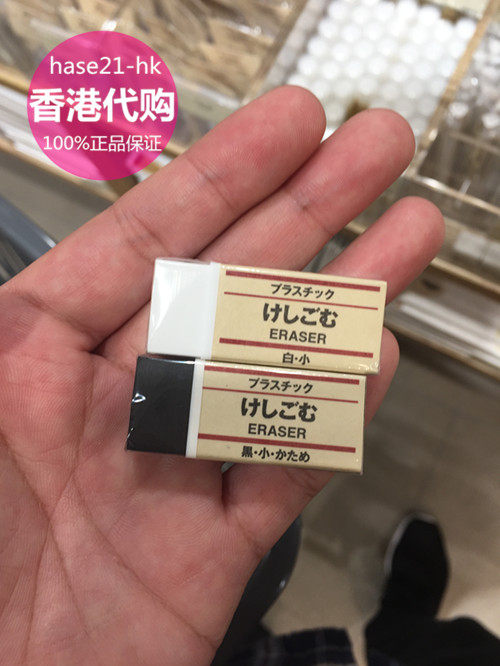 hase21-hk
香港代购
100%正品保证
プラスチック
けしごむ
ERASER
白・小
プラスチック
けしごむ
ERASER
黒・小・かため